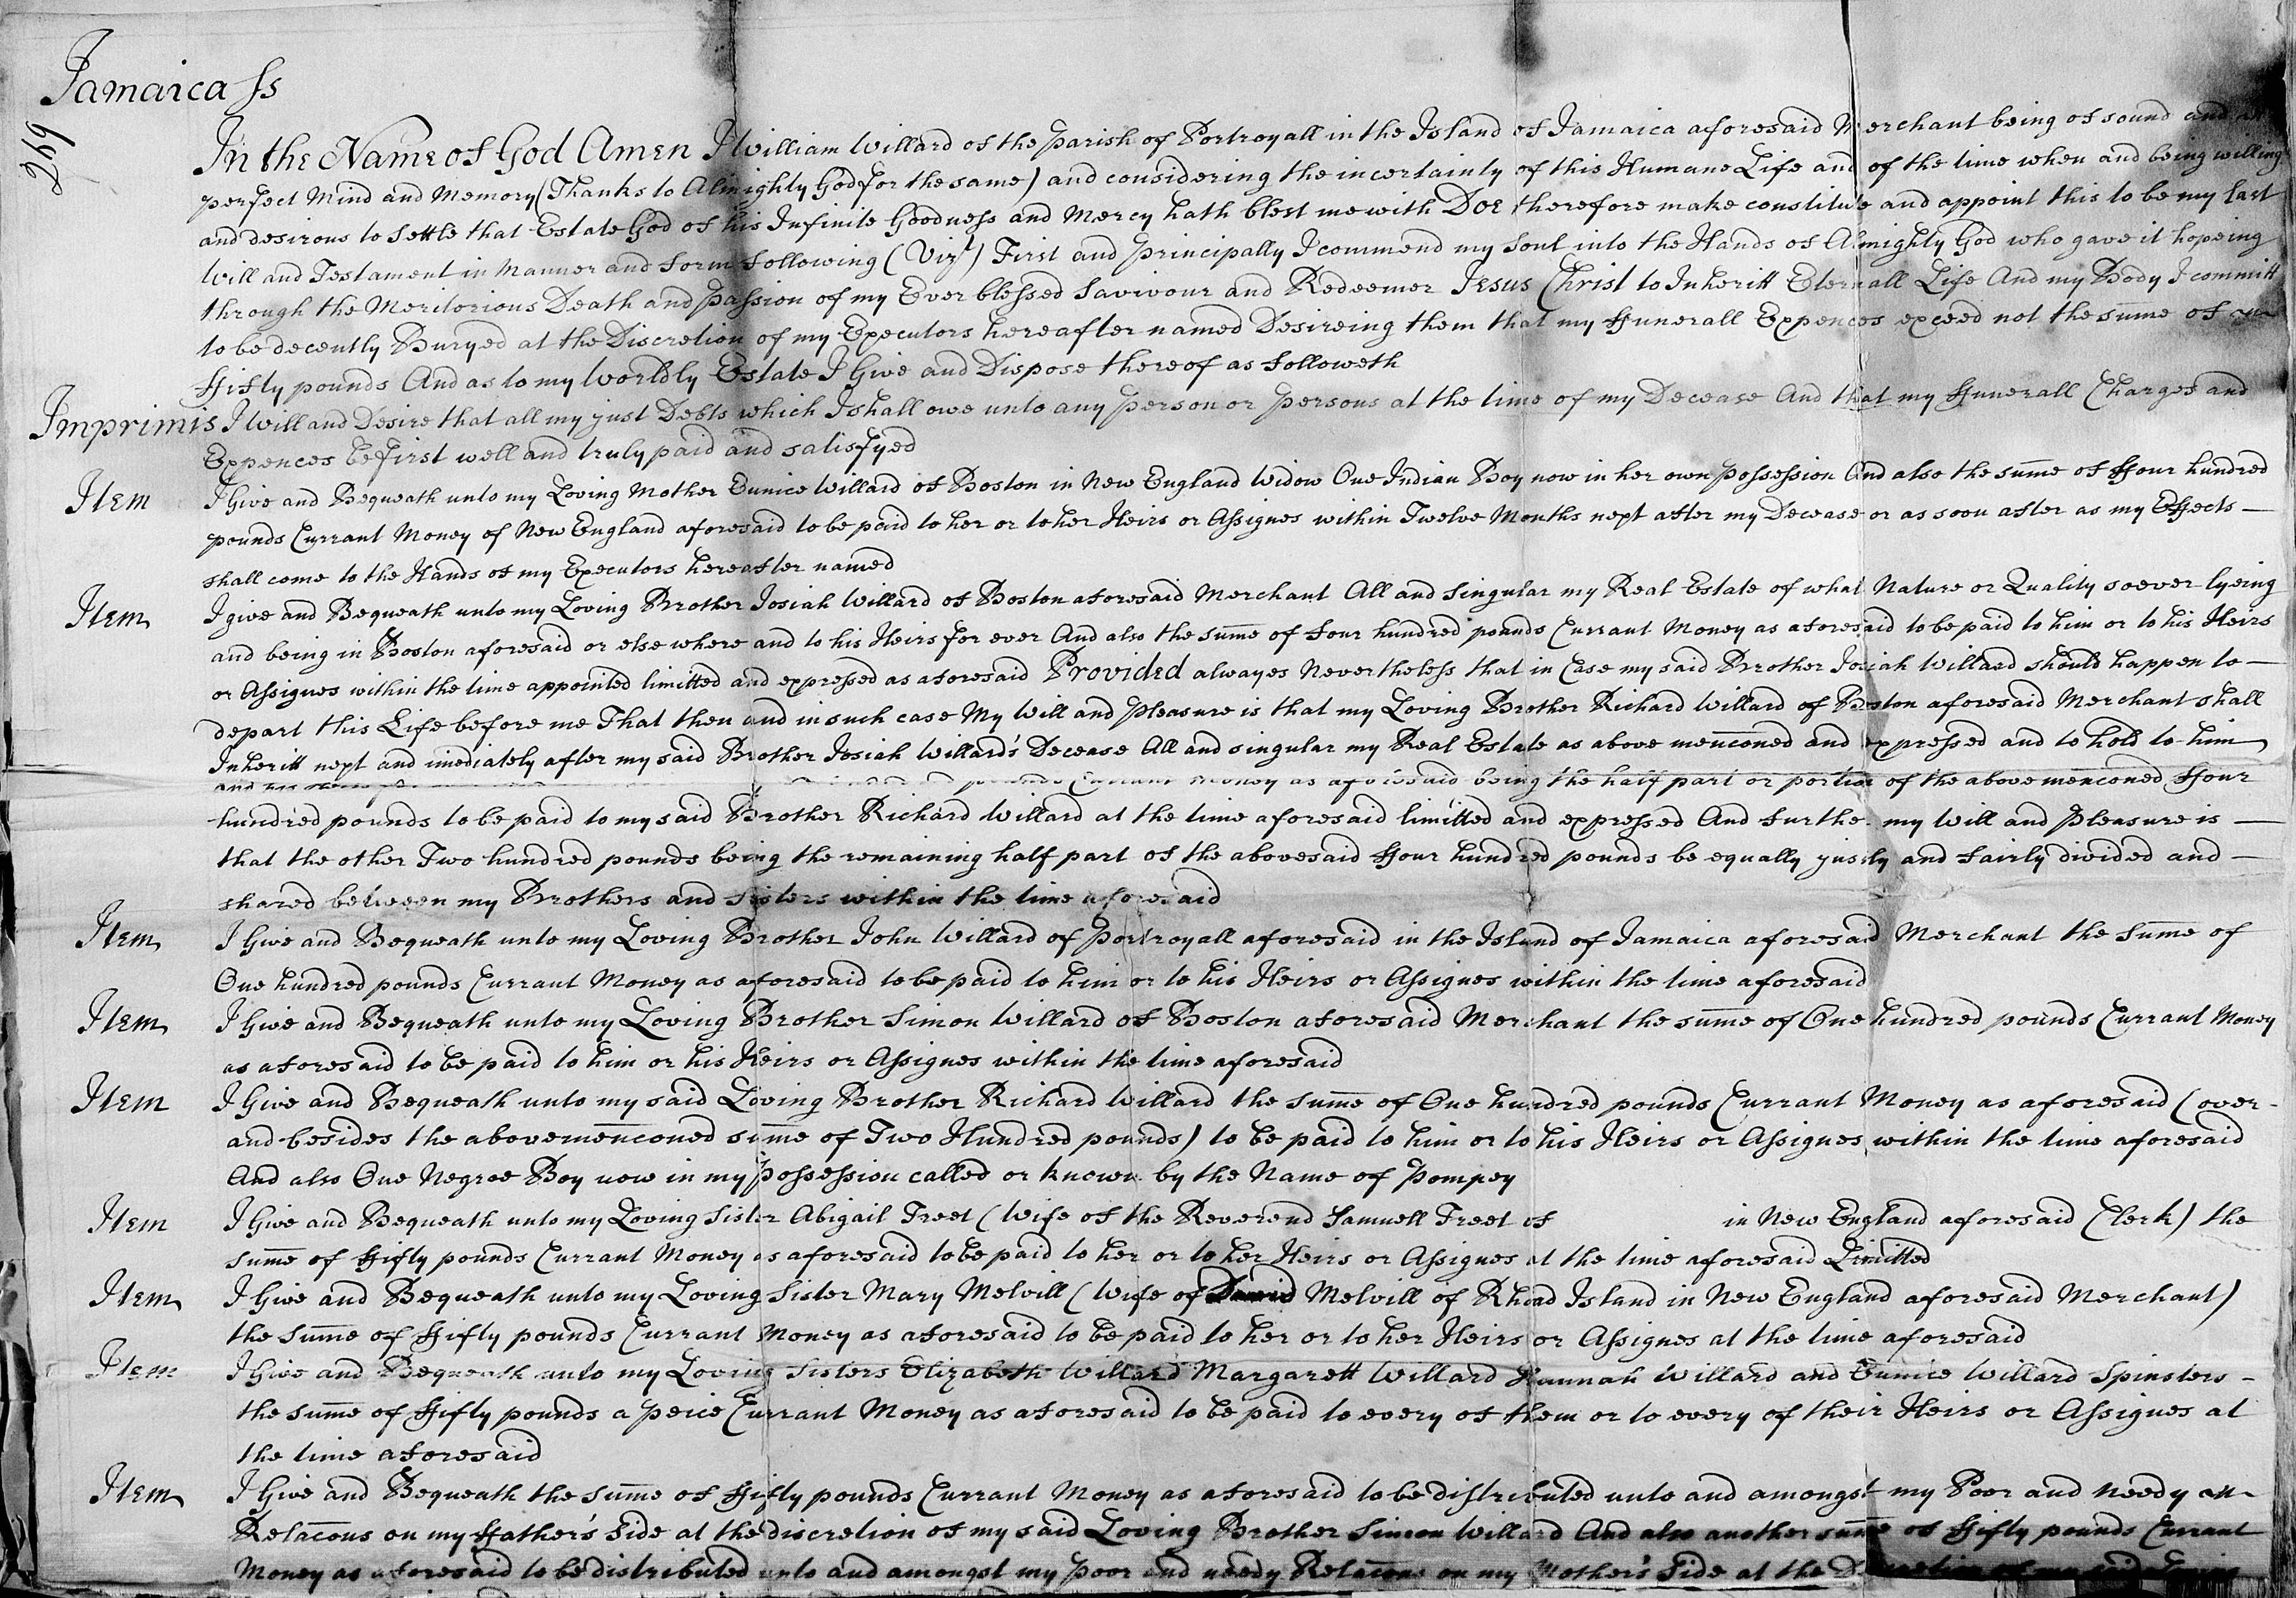 Jamaica ss
269
In the Name of God Amen I William Willard of the Parish of Portroyall in the Island of Jamaica aforesaid Merchant being of sound and
perfect Mind and Memory (Thanks to Almighty God for the same) and considering the incertainty of this Humane Life and of the time when and being willing
and desirous to settle that Estate God of his Infinite Goodness and Mercy hath blest me with Doe therefore make constitute and appoint this to be my Last
Will and Testament in Manner and form following (Vizt) First and Principally I commend my soul into the Hands of Almighty God who gave it hopeing
through the Meritorious Death and Passion of my Ever blessed Saviour and Redeemer Jesus Christ to Inheritt Eternall Life And my Body I committ
to be decently Buryed at the Discretion of my Executors hereafter named Desireing them that my ffunerall Expences exceed not the sume of
ffifty pounds And as to my Worldly Estate I Give and Dispose thereof as followeth
Imprimis I Will and Desire that all my just Debts which I shall owe unto any person or persons at the time of my Decease And that my ffunerall Charges and
Expences be first well and truly paid and satisfyed
Item I Give and Bequeath unto my Loving Mother Eunice Willard of Boston in New England Widow One Indian Boy now in her own possession And also the sume of ffour hundred
pounds Currant Money of New England aforesaid to be paid to her or to her Heirs or Assignes within Twelve Months next after my Decease or as soon after as my Effects —
shall come to the Hands of my Executors hereafter named
Item I give and Bequeath unto my Loving Brother Josiah Willard of Boston aforesaid Merchant All and singular my Real Estate of what Nature or Quality soever lyeing
and being in Boston aforesaid or else where and to his Heirs for ever And also the sume of four hundred pounds Currant Money as aforesaid to be paid to him or to his Heirs
or Assignes within the time appointed limitted and expressed as aforesaid Provided alwayes Nevertheless that in Case my said Brother Josiah Willard should happen to —
depart this Life before me That then and in such case My Will and Pleasure is that my Loving Brother Richard Willard of Boston aforesaid Merchant shall
Inheritt next and imediately after my said Brother Josiah Willard's Decease All and singular my Real Estate as above menconed and expressed and to hold to him
and his pounds Currant Money as aforesaid being the half part or portion of the abovemenconed ffour
hundred pounds to be paid to my said Brother Richard Willard at the time aforesaid limitted and expressed And further my Will and Pleasure is —
that the other Two hundred pounds being the remaining half part of the abovesaid ffour hundred pounds be equally justly and fairly divided and —
shared between my Brothers and sisters within the time aforesaid
Item I Give and Bequeath unto my Loving Brother John Willard of Portroyall aforesaid in the Island of Jamaica aforesaid Merchant the sume of
One hundred pounds Currant Money as aforesaid to be paid to him or to his Heirs or Assignes within the time aforesaid
Item I Give and Bequeath unto my Loving Brother Simon Willard of Boston aforesaid Merchant the sume of One hundred pounds Currant Money
as aforesaid to be paid to him or his Heirs or Assignes within the time aforesaid
Item I Give and Bequeath unto my said Loving Brother Richard Willard the sume of One hundred pounds Currant Money as aforesaid (over-
and besides the abovemenconed sume of Two Hundred pounds) to be paid to him or to his Heirs or Assignes within the time aforesaid
And also One Negroe Boy now in my possession called or known by the Name of Pompey
Item I Give and Bequeath unto my Loving Sister Abigail Treet (Wife of the Reverend Samuell Treet of in New England aforesaid Clerk) the
sume of ffifty pounds Currant Money as aforesaid to be paid to her or to her Heirs or Assignes at the time aforesaid Limitted
Item I Give and Bequeath unto my Loving Sister Mary Melvill (Wife of David Melvill of Rhoad Island in New England aforesaid Merchant)
the sume of ffifty pounds Currant Money as aforesaid to be paid to her or to her Heirs or Assignes at the time aforesaid
Item I Give and Bequeath unto my Loving Sisters Elizabeth Willard Margarett Willard Hannah Willard and Eunice Willard Spinsters -
the sume of ffifty pounds a peice Currant Money as aforesaid to be paid to every of them or to every of their Heirs or Assignes at
the time aforesaid
Item I Give and Bequeath the sume of ffifty pounds Currant Money as aforesaid to be distributed unto and amongst my Poor and needy
Relacons on my ffather's side at the discretion of my said Loving Brother Simon Willard And also another sume of ffifty pounds Currant
Money as aforesaid to be distributed unto and amongst my poor and needy Relacons on my Mother's side at the Discretion of my said Loving